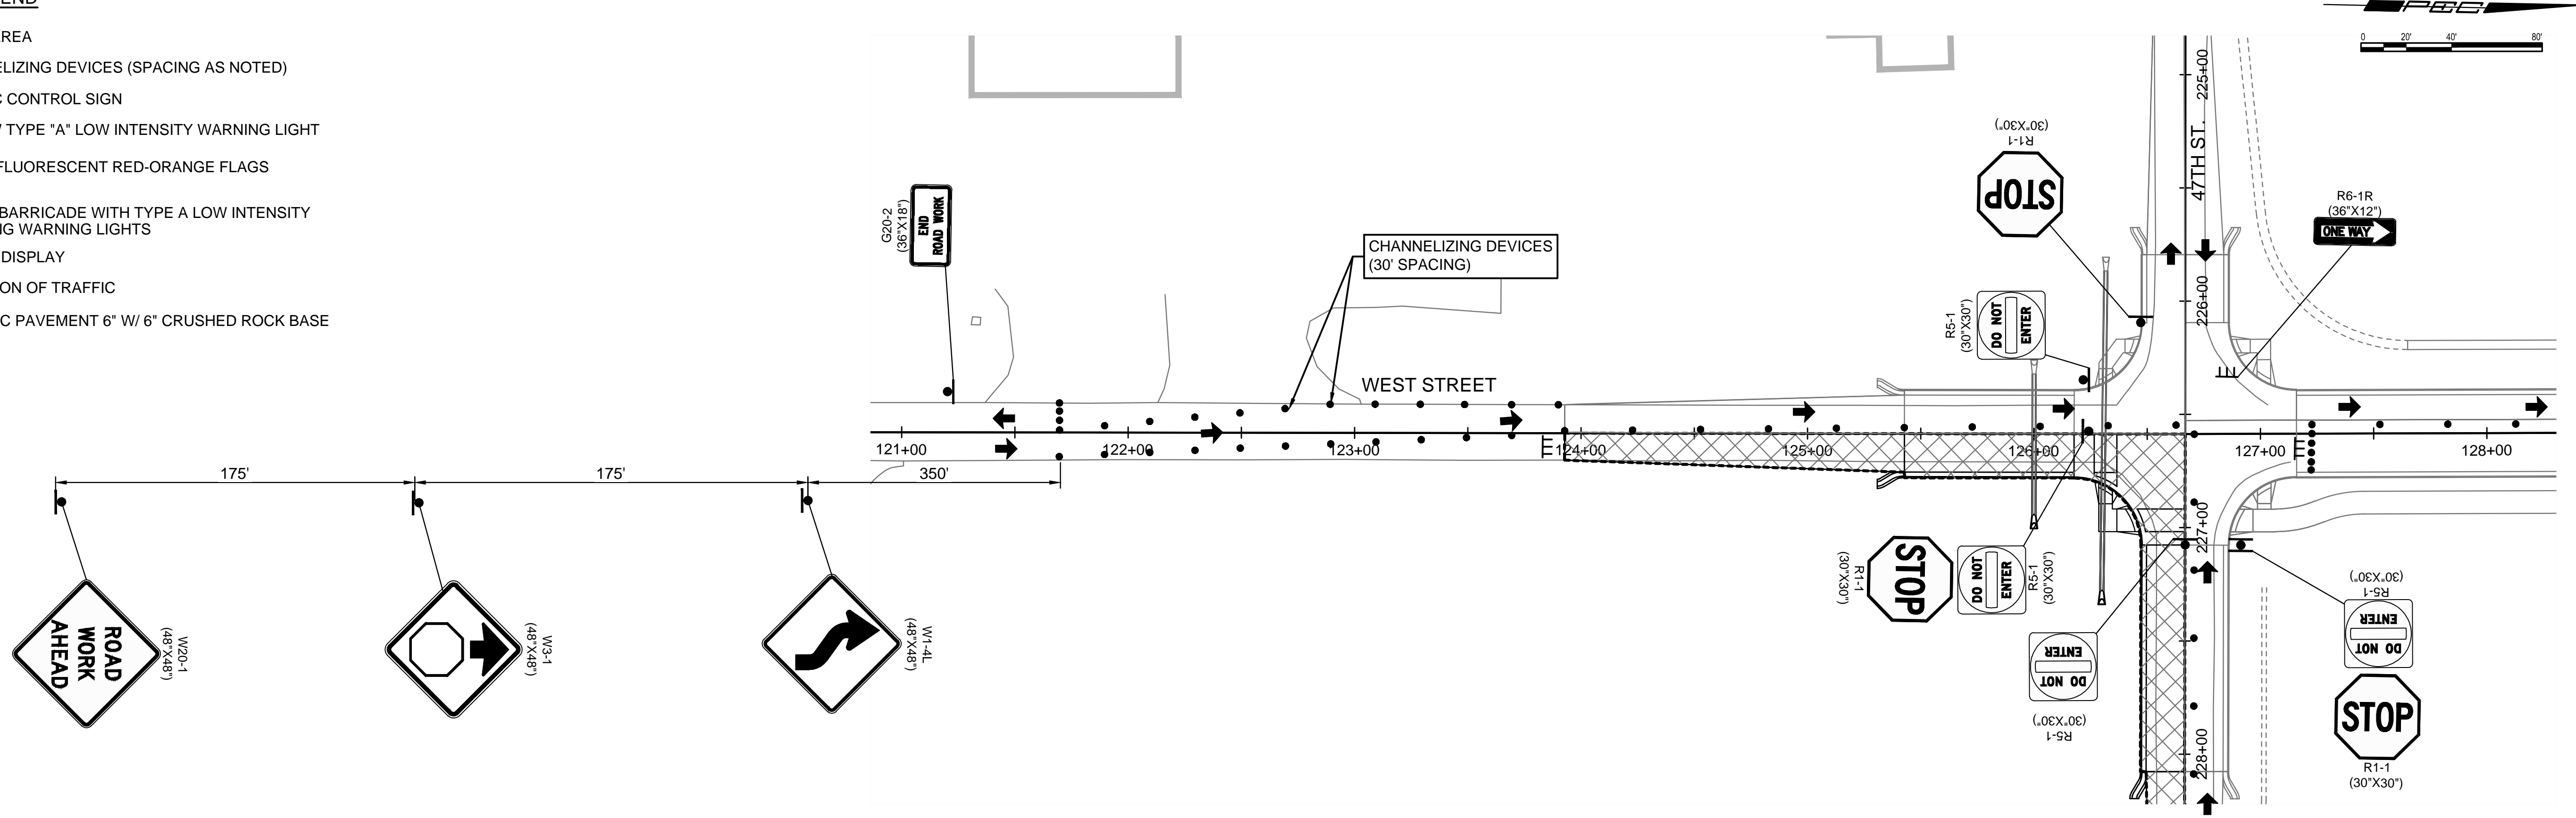 END
AREA
ELIZING DEVICES (SPACING AS NOTED)
C CONTROL SIGN
/ TYPE "A" LOW INTENSITY WARNING LIGHT
FLUORESCENT RED-ORANGE FLAGS
BARRICADE WITH TYPE A LOW INTENSITY
NG WARNING LIGHTS
DISPLAY
ON OF TRAFFIC
C PAVEMENT 6" W/ 6" CRUSHED ROCK BASE
PEC
0 20' 40' 80'
G20-2
(36"X18")
END
ROAD WORK
CHANNELIZING DEVICES
(30' SPACING)
WEST STREET
121+00
122+00
123+00
124+00
125+00
126+00
127+00
128+00
175'
175'
350'
ROAD
WORK
AHEAD
W20-1
(48"X48")
W3-1
(48"X48")
W1-4L
(48"X48")
R1-1
(30"X30")
STOP
R5-1
(30"X30")
DO NOT
ENTER
47TH ST.
225+00
226+00
227+00
228+00
R6-1R
(36"X12")
ONE WAY
R1-1
(30"X30")
STOP
DO NOT
ENTER
R5-1
(30"X30")
DO NOT
ENTER
R5-1
(30"X30")
R5-1
(30"X30")
DO NOT
ENTER
STOP
R1-1
(30"X30")